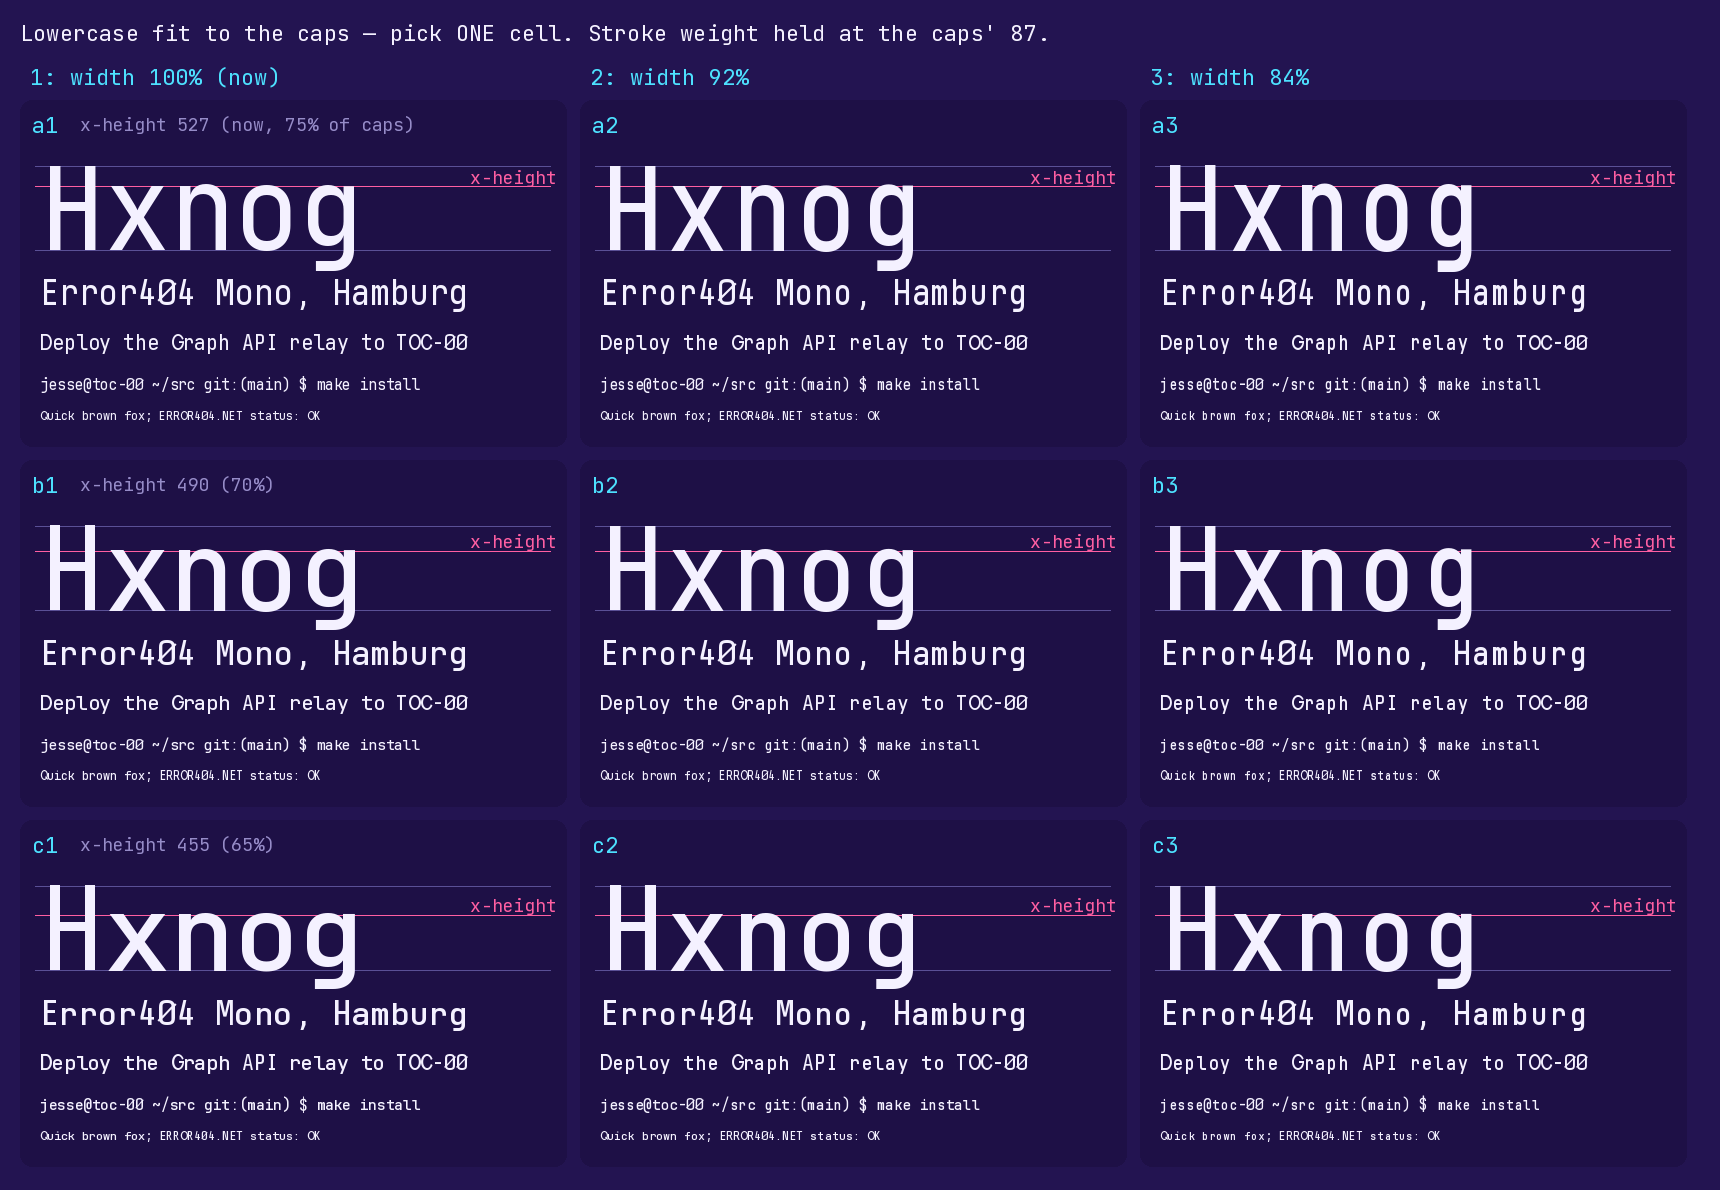 Lowercase fit to the caps — pick ONE cell. Stroke weight held at the caps' 87.
1: width 100% (now)
2: width 92%
3: width 84%
a1 x-height 527 (now, 75% of caps)
x-height
Hxnog
Error404 Mono, Hamburg
Deploy the Graph API relay to TOC-00
jesse@toc-00 ~/src git:(main) $ make install
Quick brown fox; ERROR404.NET status: OK
a2
x-height
Hxnog
Error404 Mono, Hamburg
Deploy the Graph API relay to TOC-00
jesse@toc-00 ~/src git:(main) $ make install
Quick brown fox; ERROR404.NET status: OK
a3
x-height
Hxnog
Error404 Mono, Hamburg
Deploy the Graph API relay to TOC-00
jesse@toc-00 ~/src git:(main) $ make install
Quick brown fox; ERROR404.NET status: OK
b1 x-height 490 (70%)
x-height
Hxnog
Error404 Mono, Hamburg
Deploy the Graph API relay to TOC-00
jesse@toc-00 ~/src git:(main) $ make install
Quick brown fox; ERROR404.NET status: OK
b2
x-height
Hxnog
Error404 Mono, Hamburg
Deploy the Graph API relay to TOC-00
jesse@toc-00 ~/src git:(main) $ make install
Quick brown fox; ERROR404.NET status: OK
b3
x-height
Hxnog
Error404 Mono, Hamburg
Deploy the Graph API relay to TOC-00
jesse@toc-00 ~/src git:(main) $ make install
Quick brown fox; ERROR404.NET status: OK
c1 x-height 455 (65%)
x-height
Hxnog
Error404 Mono, Hamburg
Deploy the Graph API relay to TOC-00
jesse@toc-00 ~/src git:(main) $ make install
Quick brown fox; ERROR404.NET status: OK
c2
x-height
Hxnog
Error404 Mono, Hamburg
Deploy the Graph API relay to TOC-00
jesse@toc-00 ~/src git:(main) $ make install
Quick brown fox; ERROR404.NET status: OK
c3
x-height
Hxnog
Error404 Mono, Hamburg
Deploy the Graph API relay to TOC-00
jesse@toc-00 ~/src git:(main) $ make install
Quick brown fox; ERROR404.NET status: OK